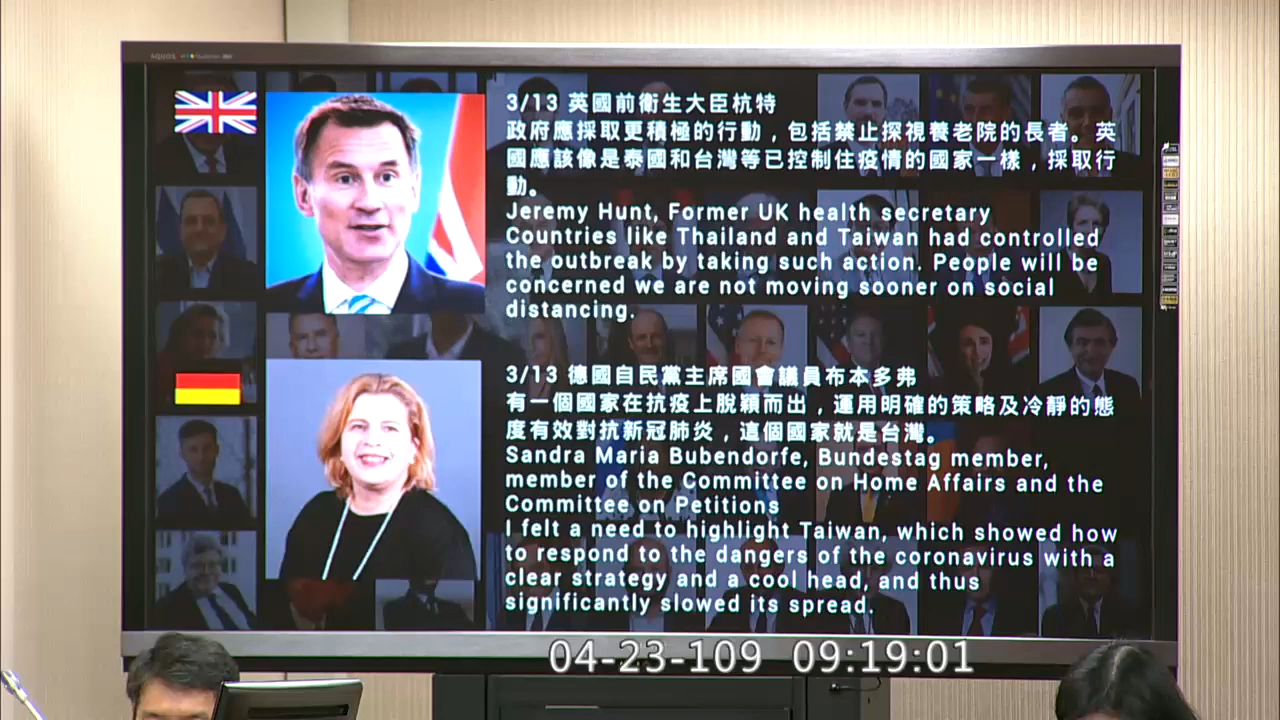 AQUOS
3/13 英國前衛生大臣杭特
政府應採取更積極的行動，包括禁止探視養老院的長者。英
國應該像是泰國和台灣等已控制住疫情的國家一樣，採取行
動。
Jeremy Hunt, Former UK health secretary
Countries like Thailand and Taiwan had controlled
the outbreak by taking such action. People will be
concerned we are not moving sooner on social
distancing.
3/13 德國自民黨主席國會議員布本多弗
有一個國家在抗疫上脫穎而出，運用明確的策略及冷靜的態
度有效對抗新冠肺炎，這個國家就是台灣。
Sandra Maria Bubendorfe, Bundestag member,
member of the Committee on Home Affairs and the
Committee on Petitions
I felt a need to highlight Taiwan, which showed how
to respond to the dangers of the coronavirus with a
clear strategy and a cool head, and thus
significantly slowed its spread.
04-23-109 09:19:01